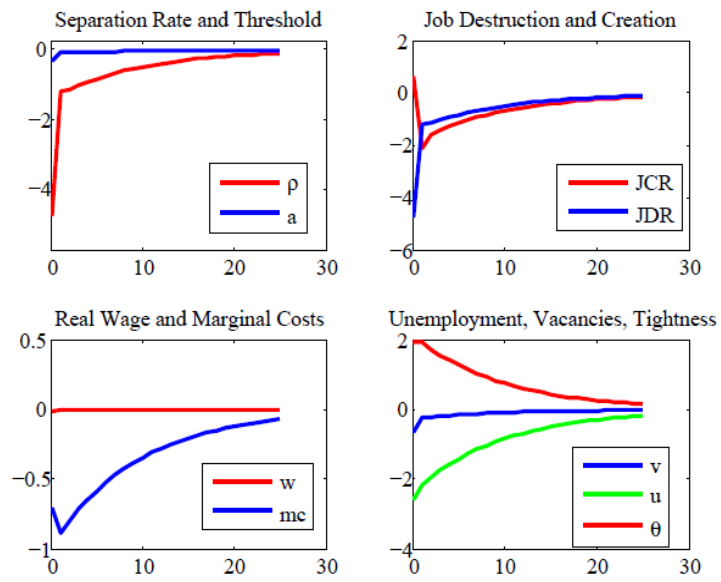 Separation Rate and Threshold
0
−2
−4
ρ
a
0 10 20 30
Job Destruction and Creation
2
0
−2
−4
−6
JCR
JDR
0 10 20 30
Real Wage and Marginal Costs
0.5
0
−0.5
−1
w
mc
0 10 20 30
Unemployment, Vacancies, Tightness
2
0
−2
−4
v
u
θ
0 10 20 30